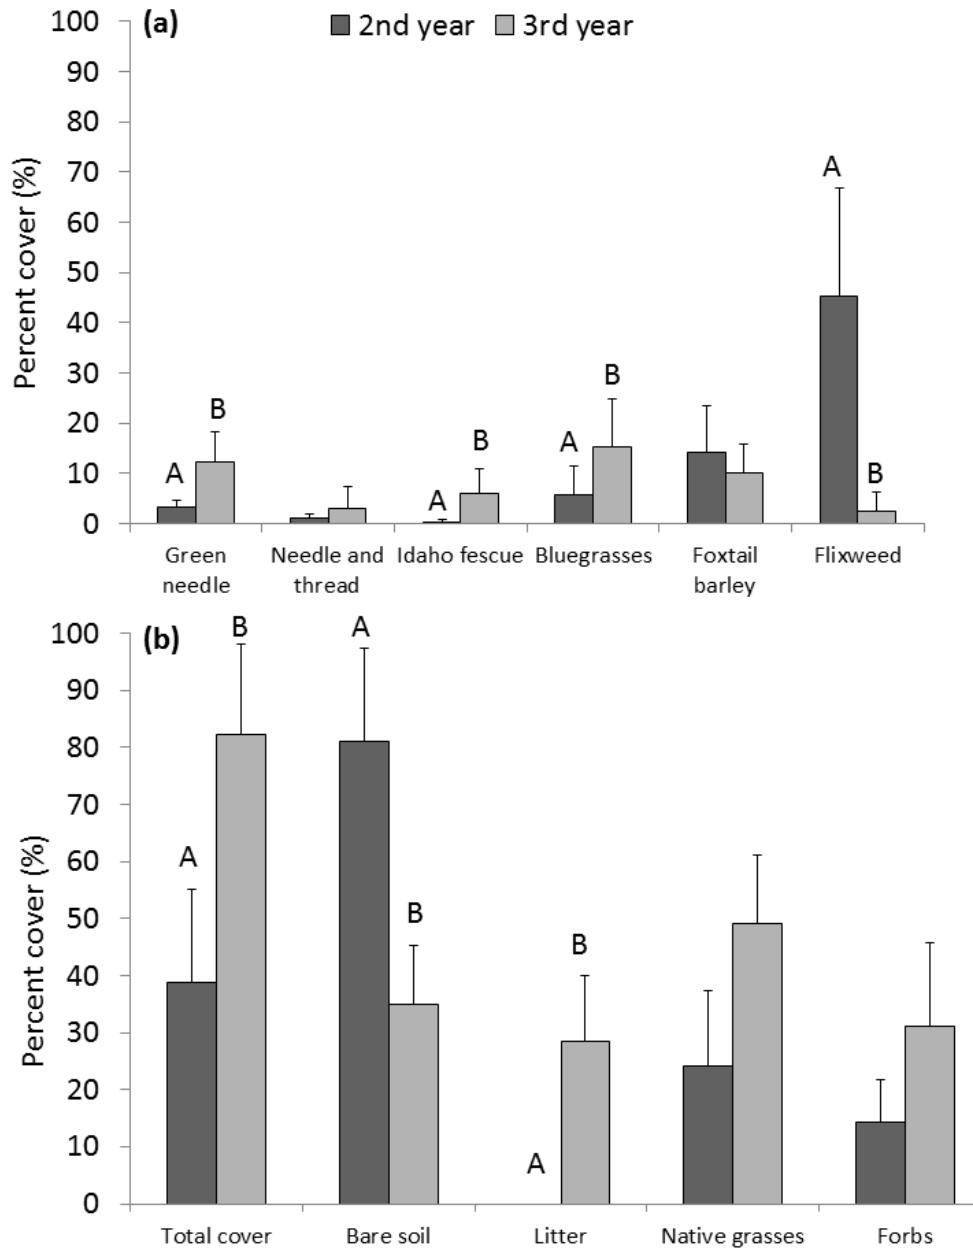 (a)
2nd year 3rd year
Percent cover (%)
100
90
80
70
60
50
40
30
20
10
0
A
B
A
B
A
B
A
B
Green
needle
Needle and
thread
Idaho fescue
Bluegrasses
Foxtail
barley
Flixweed
(b)
Percent cover (%)
100
90
80
70
60
50
40
30
20
10
0
A
B
A
B
A
B
Total cover
Bare soil
Litter
Native grasses
Forbs